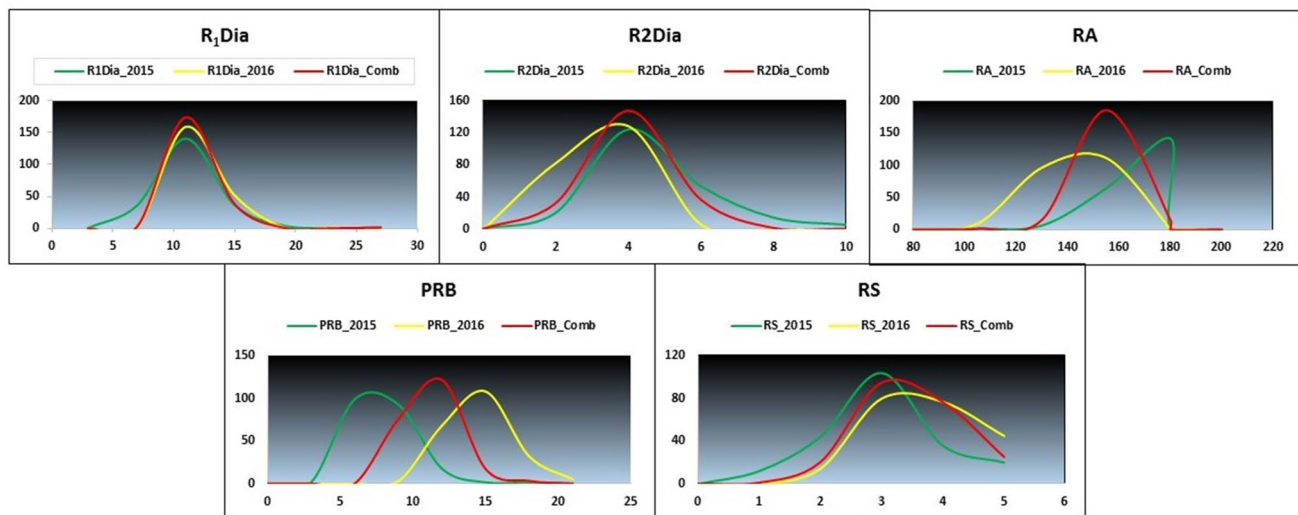 R₁Dia
R1Dia_2015 R1Dia_2016 R1Dia_Comb
200
150
100
50
0
0 5 10 15 20 25 30
R2Dia
R2Dia_2015 R2Dia_2016 R2Dia_Comb
160
120
80
40
0
0 2 4 6 8 10
RA
RA_2015 RA_2016 RA_Comb
200
150
100
50
0
80 100 120 140 160 180 200 220
PRB
PRB_2015 PRB_2016 PRB_Comb
150
100
50
0
0 5 10 15 20 25
RS
RS_2015 RS_2016 RS_Comb
120
80
40
0
0 1 2 3 4 5 6